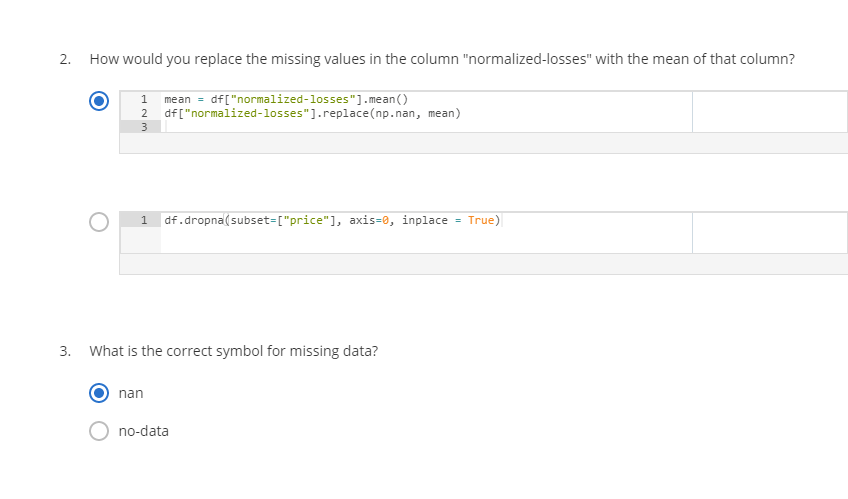 2. How would you replace the missing values in the column "normalized-losses" with the mean of that column?
1 mean = df["normalized-losses"].mean()
2 df["normalized-losses"].replace(np.nan, mean)
3
1 df.dropna(subset=["price"], axis=0, inplace = True)
3. What is the correct symbol for missing data?
nan
no-data